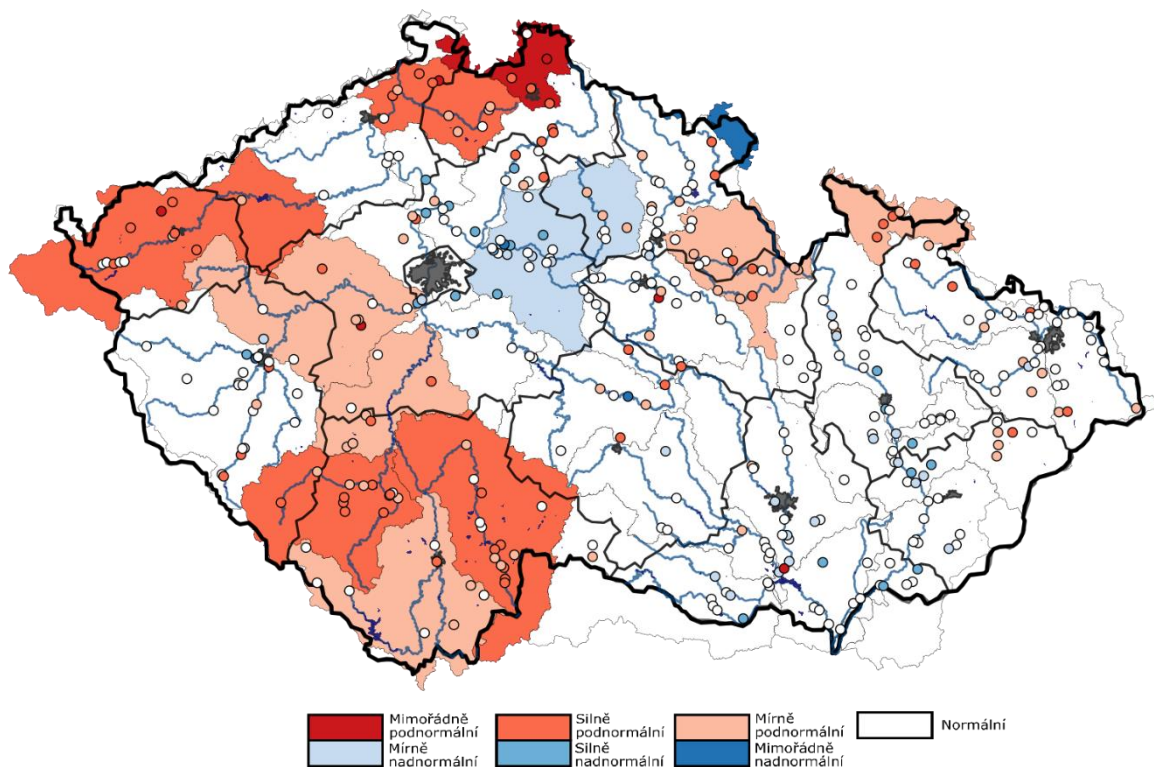 Mimořádně
podnormální
Silně
podnormální
Mírně
podnormální
Normální
Mírně
nadnormální
Silně
nadnormální
Mimořádně
nadnormální